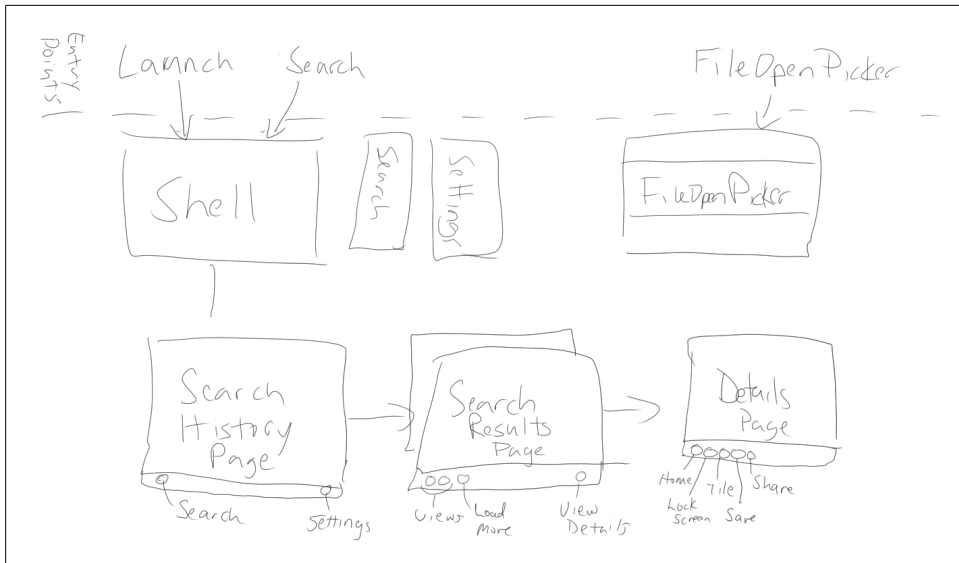 Entry
Points
Launch
Search
FileOpenPicker
Shell
Search
Settings
FileOpenPicker
Search
History
Page
Search
Results
Page
Details
Page
Search
Settings
Views
Load
More
View
Details
Home
Lock
Screen
Tile
Save
Share